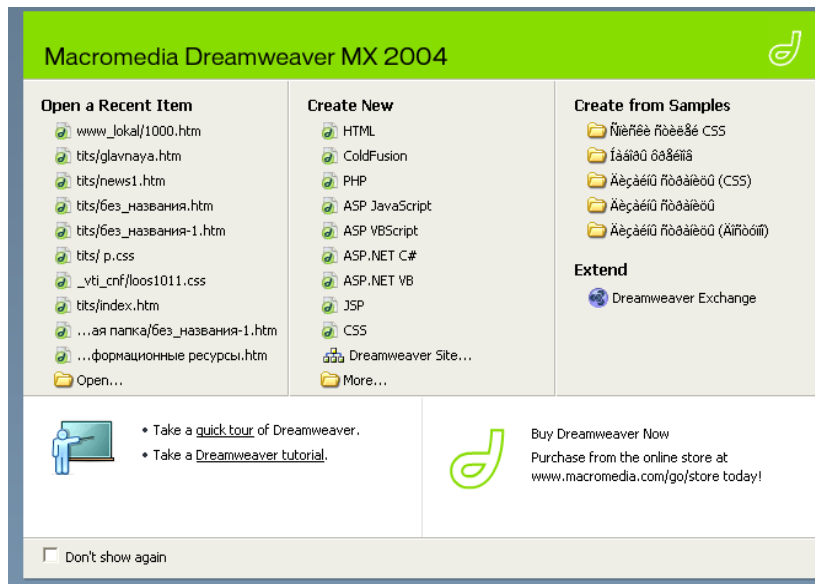 Macromedia Dreamweaver MX 2004
Open a Recent Item
www_lokal/1000.htm
tits/glavnaya.htm
tits/news1.htm
tits/без_названия.htm
tits/без_названия-1.htm
tits/ p.css
_vti_cnf/loos1011.css
tits/index.htm
...ая папка/без_названия-1.htm
...формационные ресурсы.htm
Open...
Create New
HTML
ColdFusion
PHP
ASP JavaScript
ASP VBScript
ASP.NET C#
ASP.NET VB
JSP
CSS
Dreamweaver Site...
More...
Create from Samples
Ñïèñêè ñòèëåé CSS
Íàáîðû ôðåéìîâ
Äèçàéíû ñòðàíèöû (CSS)
Äèçàéíû ñòðàíèöû
Äèçàéíû ñòðàíèöû (Äîñòóïí)
Extend
Dreamweaver Exchange
• Take a quick tour of Dreamweaver.
• Take a Dreamweaver tutorial.
Buy Dreamweaver Now
Purchase from the online store at
www.macromedia.com/go/store today!
Don't show again